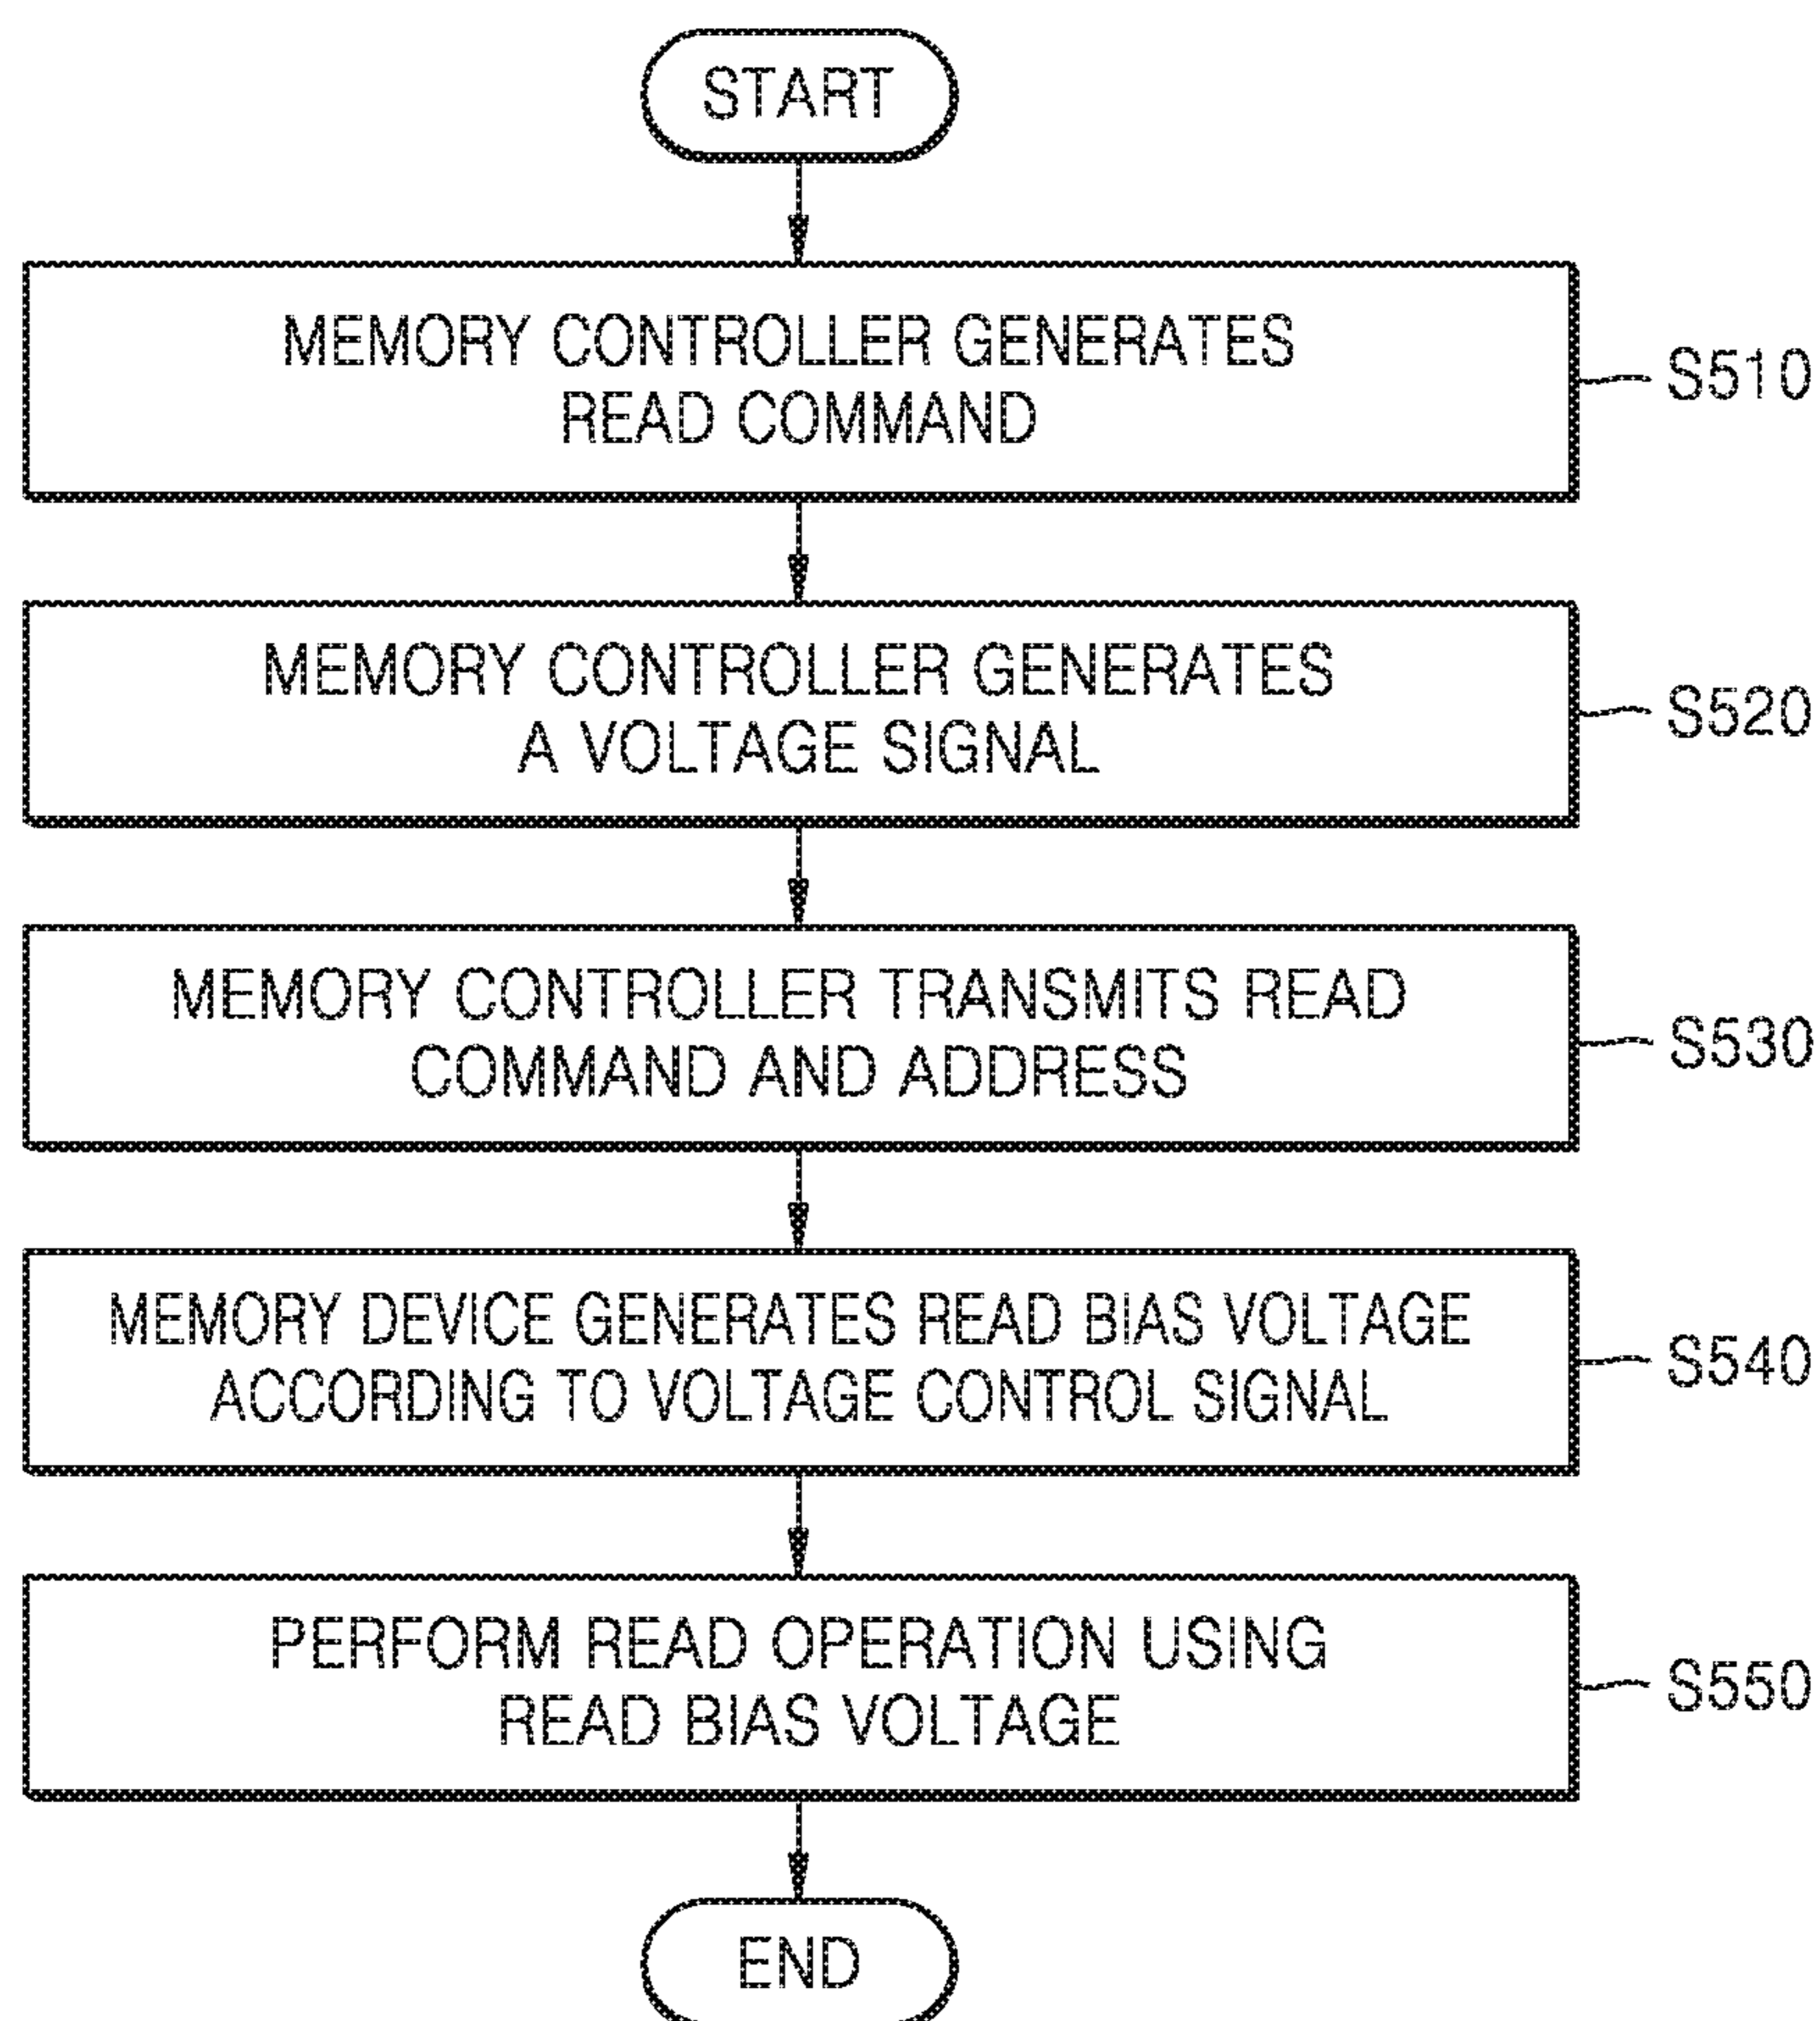 START
MEMORY CONTROLLER GENERATES
READ COMMAND
S510
MEMORY CONTROLLER GENERATES
A VOLTAGE SIGNAL
S520
MEMORY CONTROLLER TRANSMITS READ
COMMAND AND ADDRESS
S530
MEMORY DEVICE GENERATES READ BIAS VOLTAGE
ACCORDING TO VOLTAGE CONTROL SIGNAL
S540
PERFORM READ OPERATION USING
READ BIAS VOLTAGE
S550
END